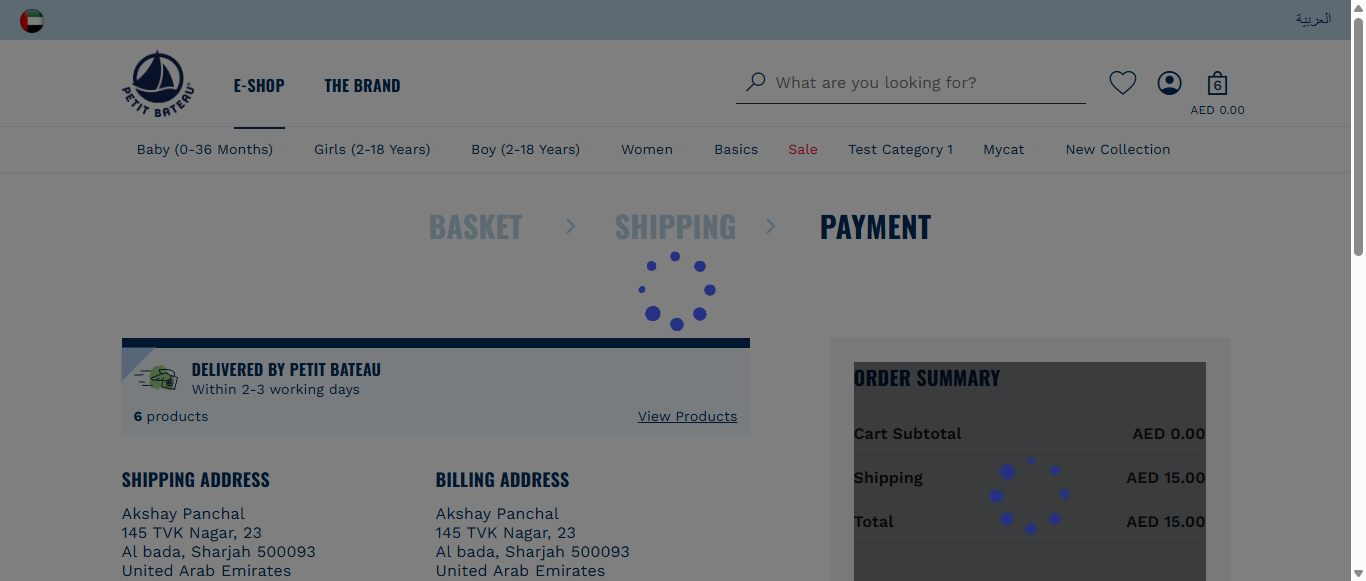 العربية
PETIT BATEAU
E-SHOP
THE BRAND
What are you looking for?
6
AED 0.00
Baby (0-36 Months)
Girls (2-18 Years)
Boy (2-18 Years)
Women
Basics
Sale
Test Category 1
Mycat
New Collection
BASKET > SHIPPING > PAYMENT
DELIVERED BY PETIT BATEAU
Within 2-3 working days
6 products
View Products
SHIPPING ADDRESS
Akshay Panchal
145 TVK Nagar, 23
Al bada, Sharjah 500093
United Arab Emirates
BILLING ADDRESS
Akshay Panchal
145 TVK Nagar, 23
Al bada, Sharjah 500093
United Arab Emirates
ORDER SUMMARY
Cart Subtotal AED 0.00
Shipping AED 15.00
Total AED 15.00